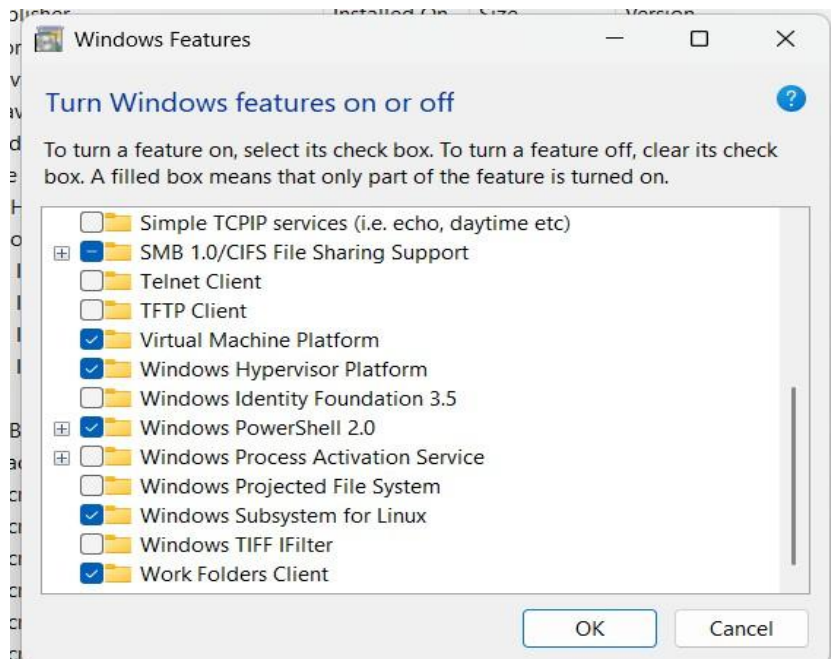 Installed On Size Version
Windows Features
Turn Windows features on or off
To turn a feature on, select its check box. To turn a feature off, clear its check
box. A filled box means that only part of the feature is turned on.
Simple TCPIP services (i.e. echo, daytime etc)
SMB 1.0/CIFS File Sharing Support
Telnet Client
TFTP Client
Virtual Machine Platform
Windows Hypervisor Platform
Windows Identity Foundation 3.5
Windows PowerShell 2.0
Windows Process Activation Service
Windows Projected File System
Windows Subsystem for Linux
Windows TIFF IFilter
Work Folders Client
OK Cancel